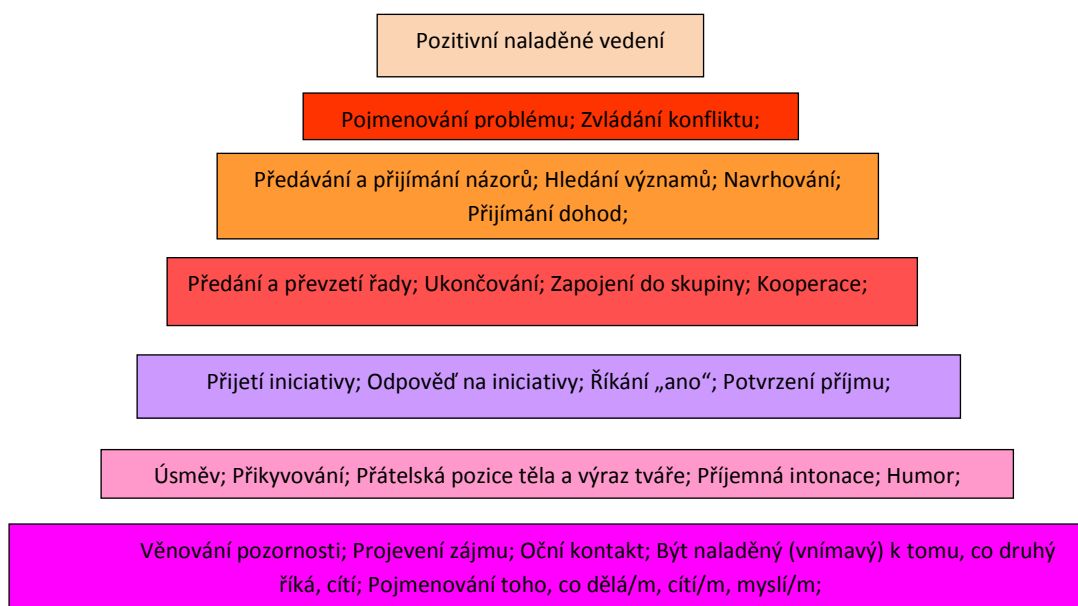 Pozitivní naladěné vedení
Pojmenování problému; Zvládání konfliktu;
Předávání a přijímání názorů; Hledání významů; Navrhování;
Přijímání dohod;
Předání a převzetí řady; Ukončování; Zapojení do skupiny; Kooperace;
Přijetí iniciativy; Odpověď na iniciativy; Říkání „ano“; Potvrzení příjmu;
Úsměv; Přikyvování; Přátelská pozice těla a výraz tváře; Příjemná intonace; Humor;
Věnování pozornosti; Projevení zájmu; Oční kontakt; Být naladěný (vnímavý) k tomu, co druhý
říká, cítí; Pojmenování toho, co dělá/m, cítí/m, myslí/m;